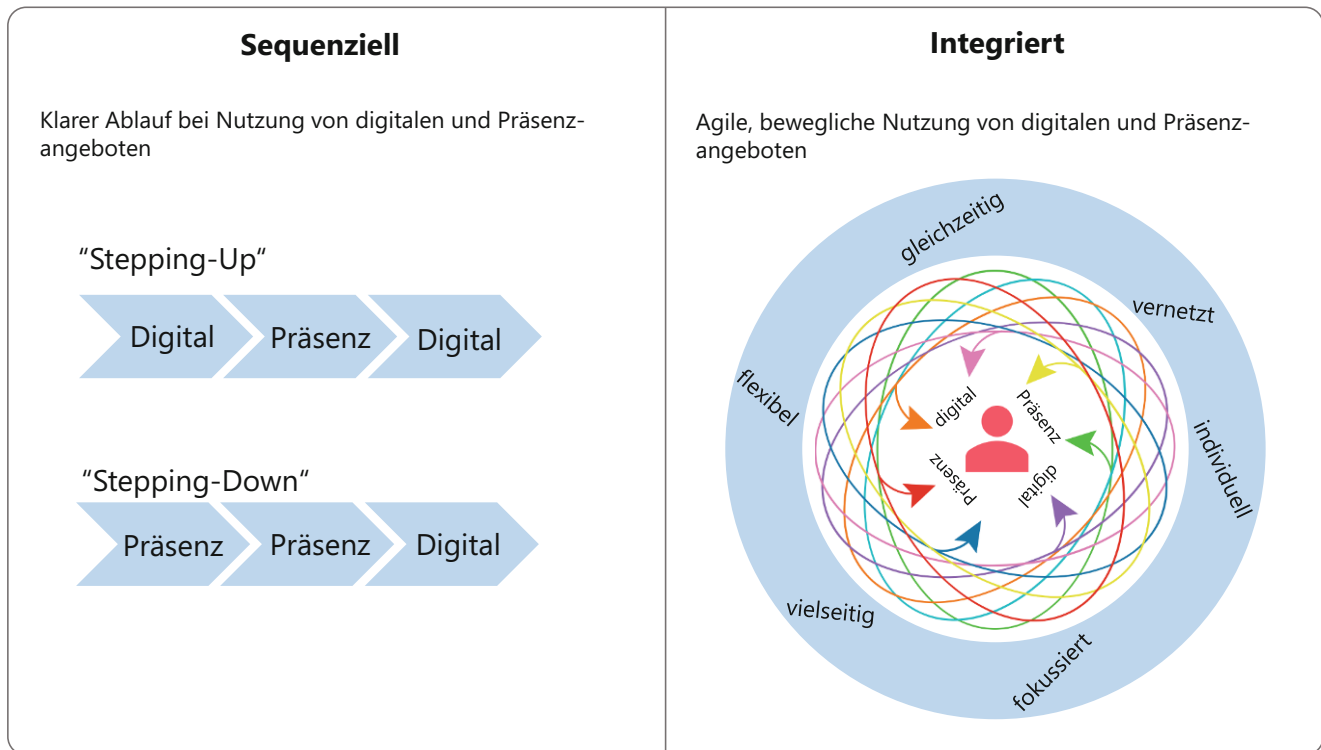 Sequenziell
Klarer Ablauf bei Nutzung von digitalen und Präsenz-
angeboten
“Stepping-Up“
Digital Präsenz Digital
“Stepping-Down“
Präsenz Präsenz Digital
Integriert
Agile, bewegliche Nutzung von digitalen und Präsenz-
angeboten
gleichzeitig
vernetzt
individuell
fokussiert
vielseitig
flexibel
digital
Präsenz
digital
Präsenz